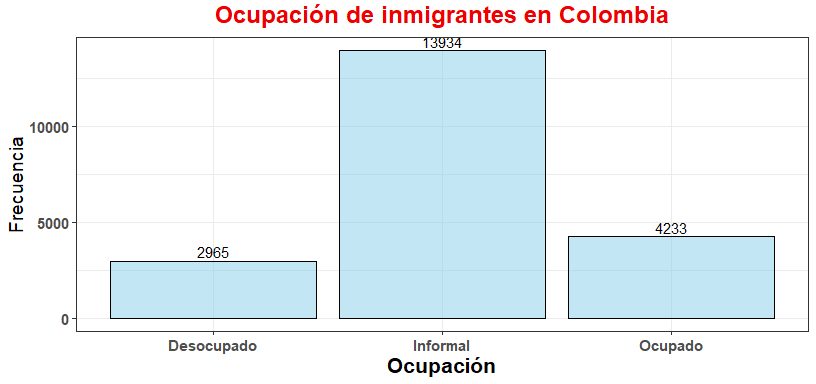 Ocupación de inmigrantes en Colombia
13934
10000
Frecuencia
5000
4233
2965
0
Desocupado Informal Ocupado
Ocupación